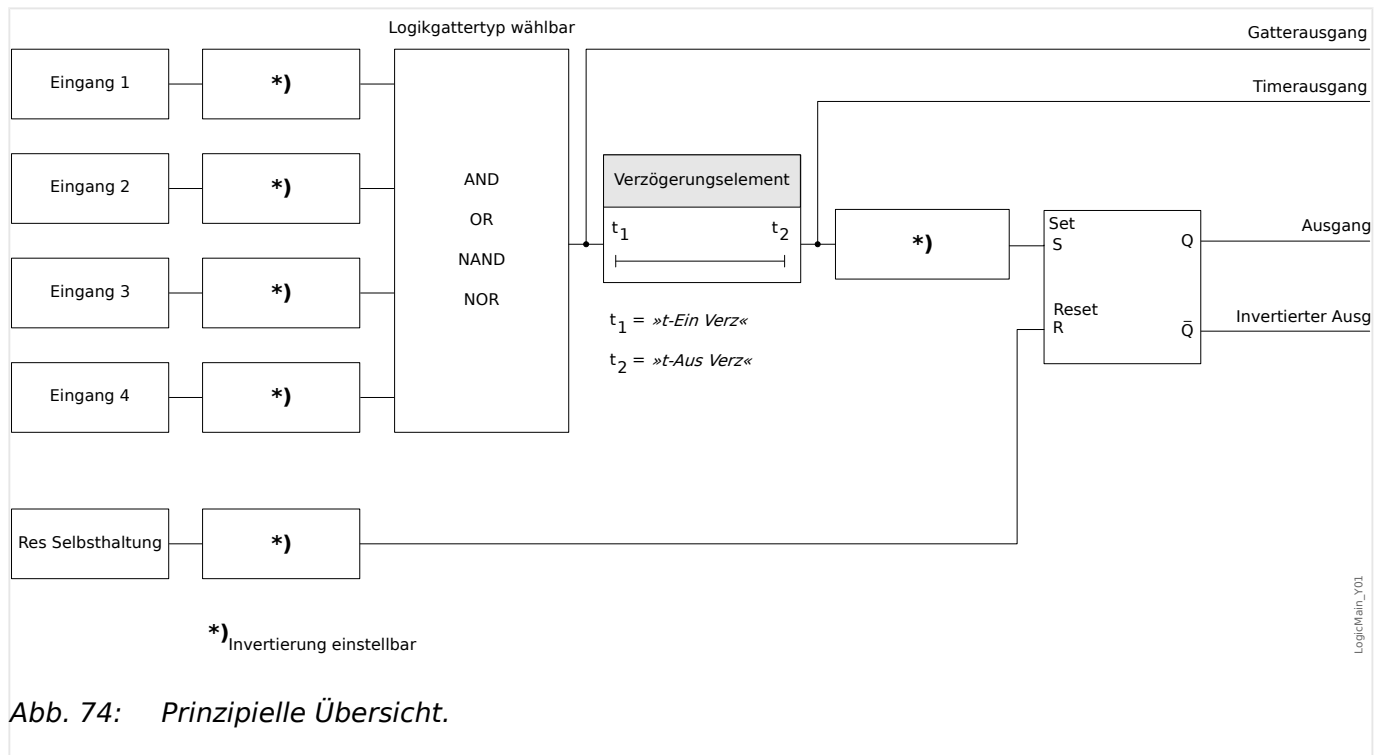 Logikgattertyp wählbar
Gatterausgang
Timerausgang
Eingang 1
*)
Eingang 2
*)
Eingang 3
*)
Eingang 4
*)
AND
OR
NAND
NOR
Verzögerungselement
t1
t2
t1 = »t-Ein Verz«
t2 = »t-Aus Verz«
*)
Set
S
Q
Reset
R
Q̅
Ausgang
Invertierter Ausg
Res Selbsthaltung
*)
*) Invertierung einstellbar
LogicMain_Y01
Abb. 74: Prinzipielle Übersicht.